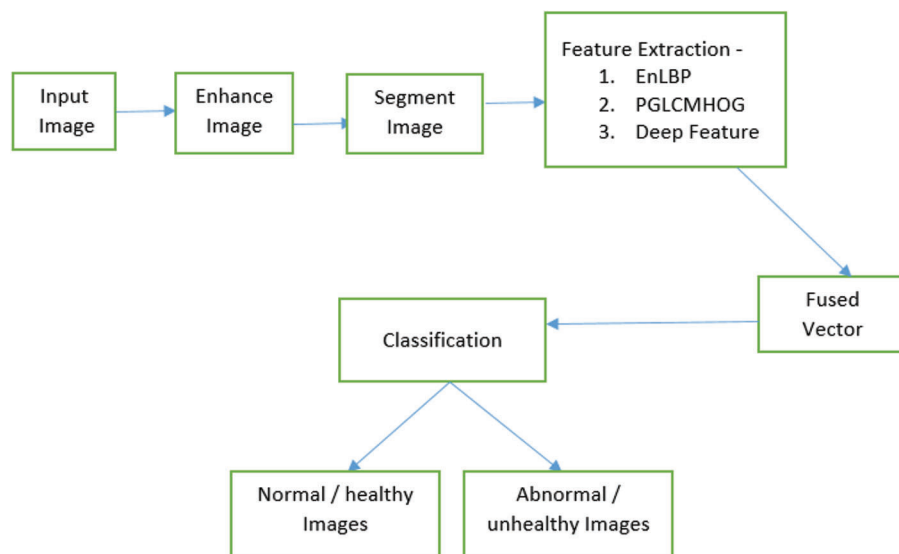 Input
Image
Enhance
Image
Segment
Image
Feature Extraction -
1. EnLBP
2. PGLCMHOG
3. Deep Feature
Fused
Vector
Classification
Normal / healthy
Images
Abnormal /
unhealthy Images